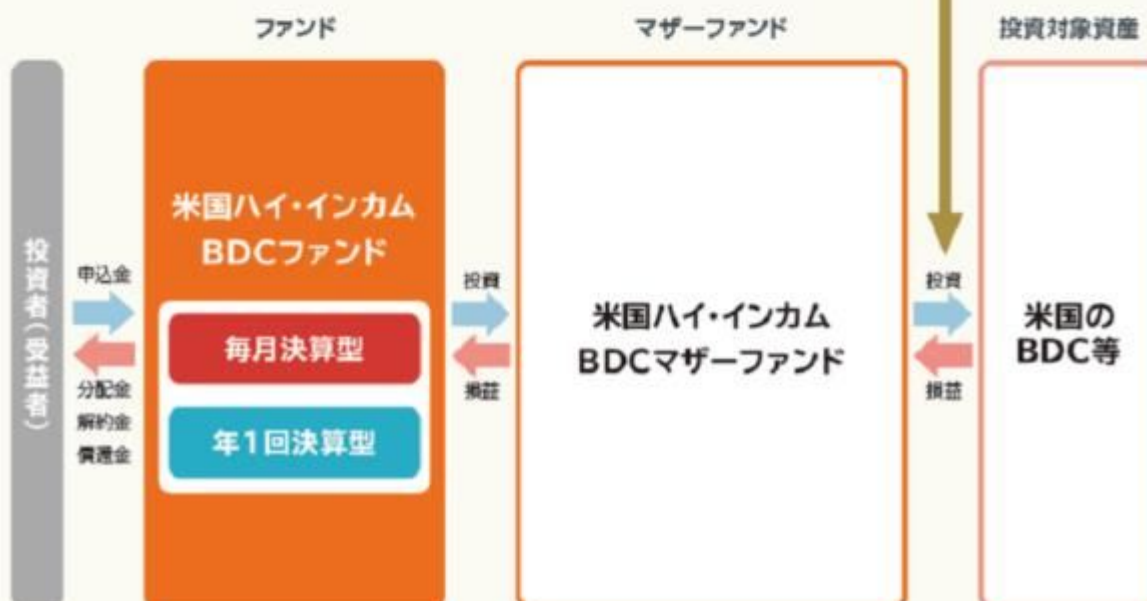 ファンド
マザーファンド
投資対象資産
投資者(受益者)
申込金
分配金
解約金
償還金
米国ハイ・インカム
BDCファンド
毎月決算型
年1回決算型
投資
損益
米国ハイ・インカム
BDCマザーファンド
投資
損益
米国の
BDC等